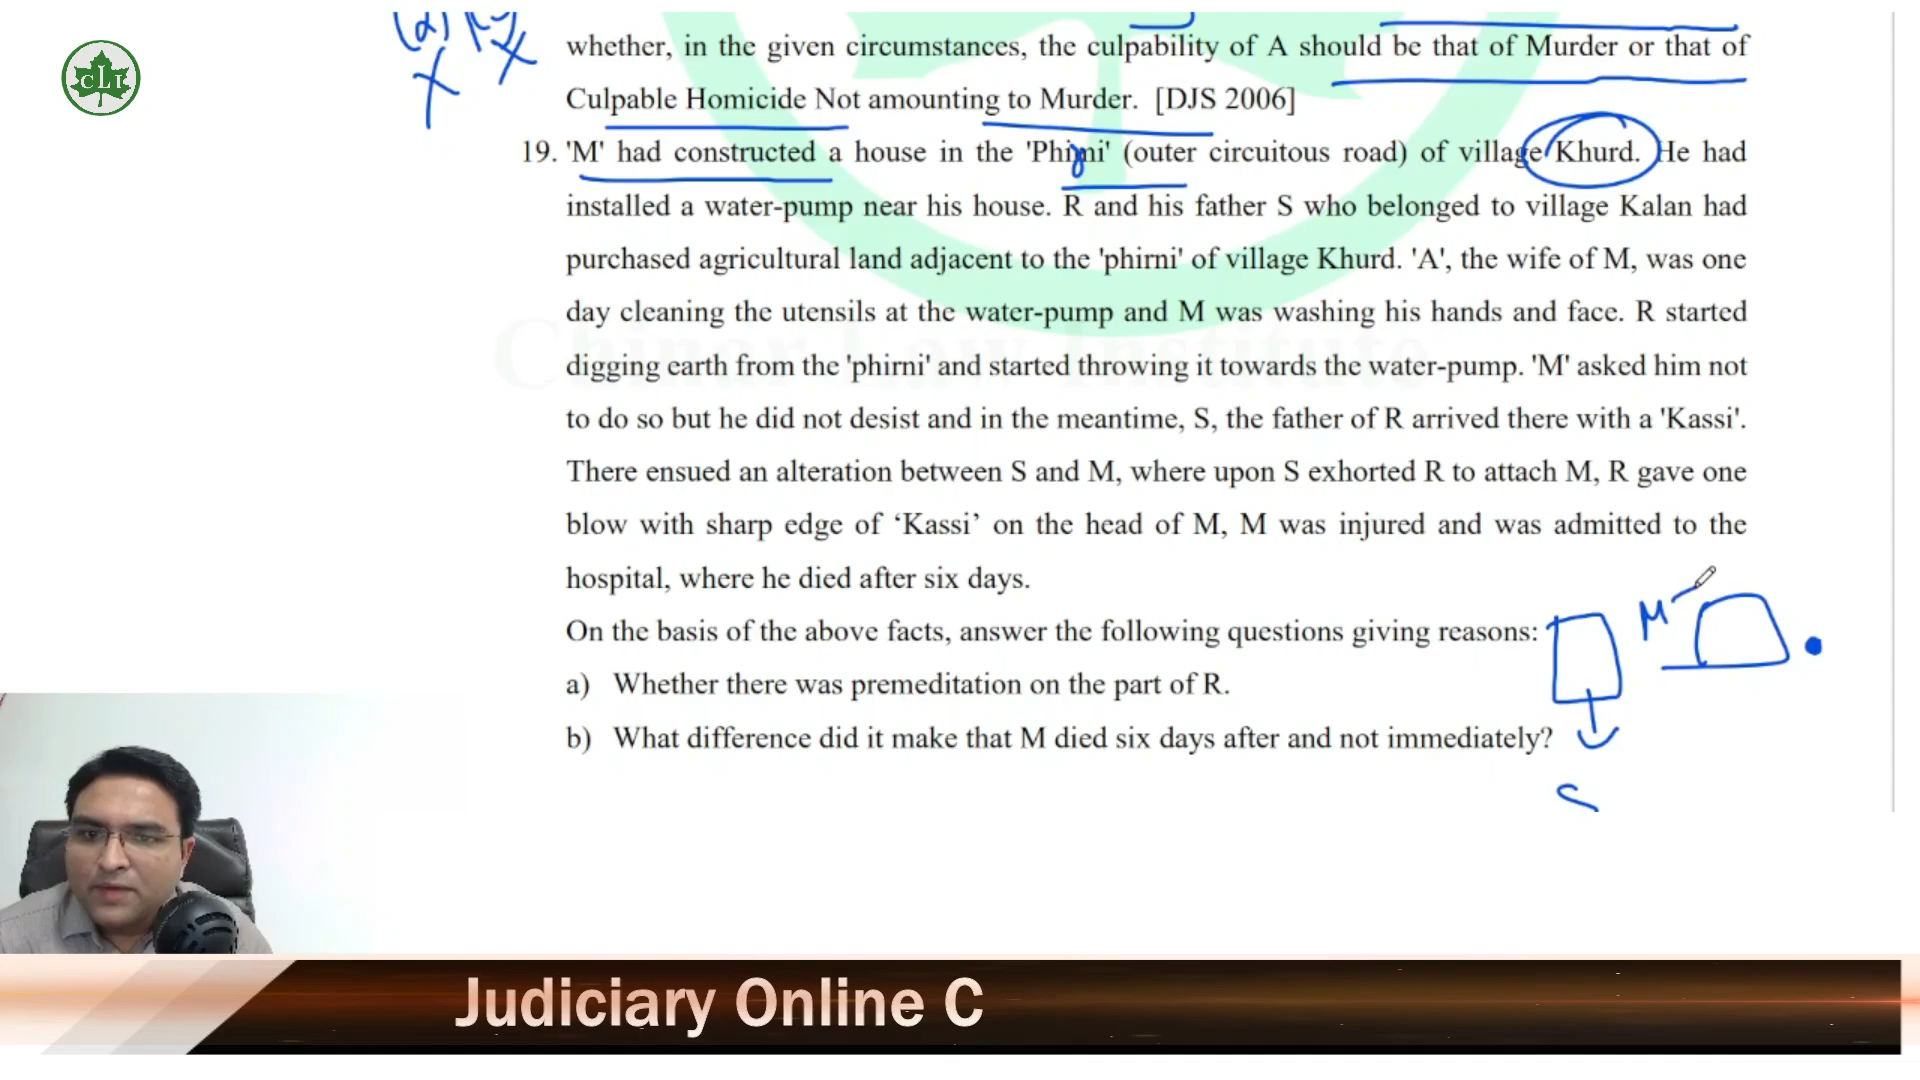 (a)
CLI
whether, in the given circumstances, the culpability of A should be that of Murder or that of
Culpable Homicide Not amounting to Murder. [DJS 2006]
19. 'M' had constructed a house in the 'Phirni' (outer circuitous road) of village Khurd. He had
installed a water-pump near his house. R and his father S who belonged to village Kalan had
purchased agricultural land adjacent to the 'phirni' of village Khurd. 'A', the wife of M, was one
day cleaning the utensils at the water-pump and M was washing his hands and face. R started
Chinar Law Institute
digging earth from the 'phirni' and started throwing it towards the water-pump. 'M' asked him not
to do so but he did not desist and in the meantime, S, the father of R arrived there with a 'Kassi'.
There ensued an alteration between S and M, where upon S exhorted R to attach M, R gave one
blow with sharp edge of ‘Kassi’ on the head of M, M was injured and was admitted to the
hospital, where he died after six days.
On the basis of the above facts, answer the following questions giving reasons:
M
a) Whether there was premeditation on the part of R.
b) What difference did it make that M died six days after and not immediately?
Judiciary Online C